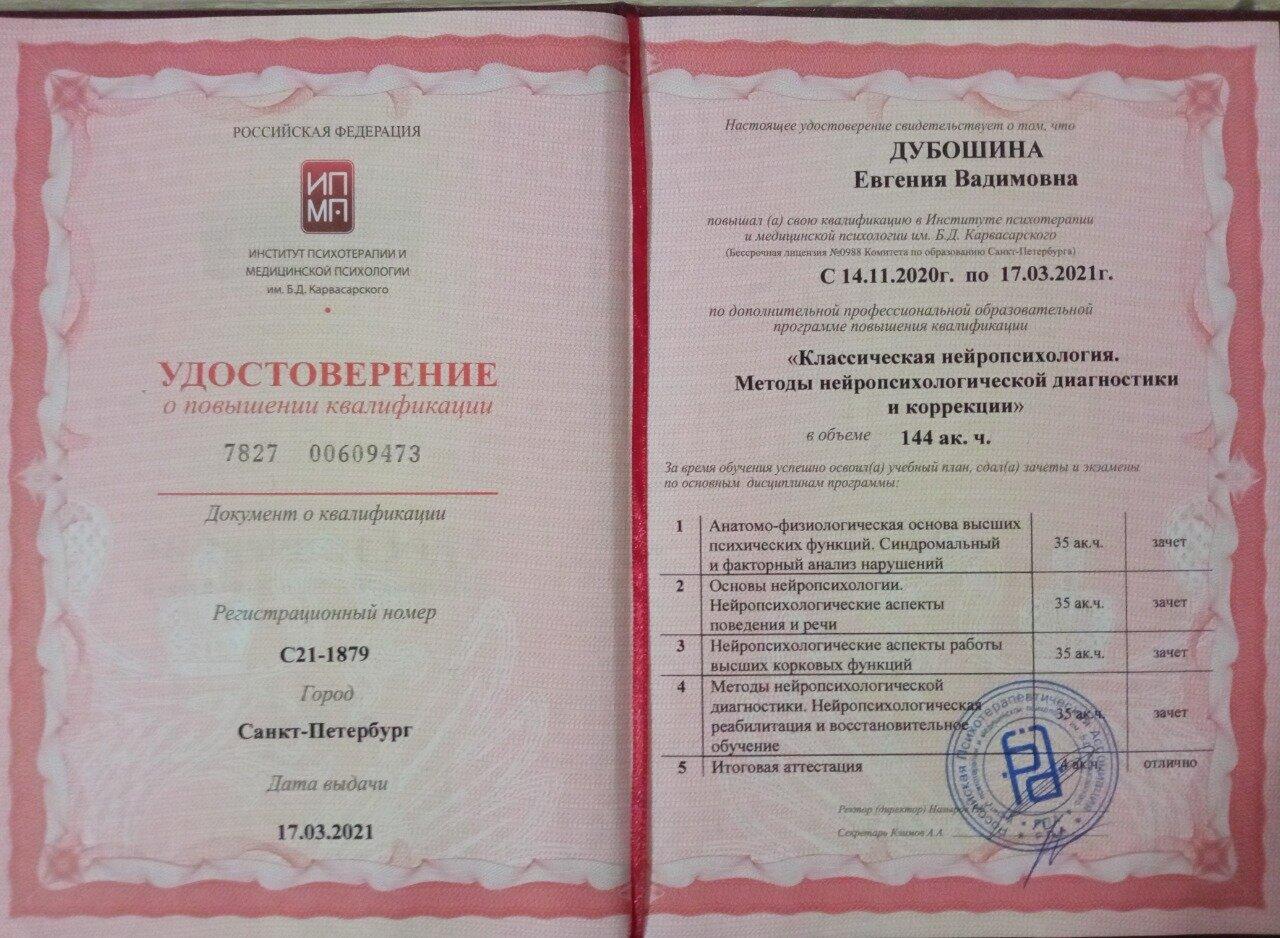 РОССИЙСКАЯ ФЕДЕРАЦИЯ
ИП
МП
ИНСТИТУТ ПСИХОТЕРАПИИ И
МЕДИЦИНСКОЙ ПСИХОЛОГИИ
им. Б.Д. Карвасарского
УДОСТОВЕРЕНИЕ
о повышении квалификации
7827 00609473
Документ о квалификации
Регистрационный номер
С21-1879
Город
Санкт-Петербург
Дата выдачи
17.03.2021
Настоящее удостоверение свидетельствует о том, что
ДУБОШИНА
Евгения Вадимовна
повышал (а) свою квалификацию в Институте психотерапии
и медицинской психологии им. Б.Д. Карвасарского
(Бессрочная лицензия №0988 Комитета по образованию Санкт-Петербурга)
С 14.11.2020г. по 17.03.2021г.
по дополнительной профессиональной образовательной
программе повышения квалификации
«Классическая нейропсихология.
Методы нейропсихологической диагностики
и коррекции»
в объеме 144 ак. ч.
За время обучения успешно освоил(а) учебный план, сдал(а) зачеты и экзамены
по основным дисциплинам программы:
1 Анатомо-физиологическая основа высших
психических функций. Синдромальный 35 ак.ч. зачет
и факторный анализ нарушений
2 Основы нейропсихологии.
Нейропсихологические аспекты 35 ак.ч. зачет
поведения и речи
3 Нейропсихологические аспекты работы 35 ак.ч. зачет
высших корковых функций
4 Методы нейропсихологической
диагностики. Нейропсихологическая 35 ак.ч. зачет
реабилитация и восстановительное
обучение
5 Итоговая аттестация 4 ак.ч. отлично
Ректор (директор)
Секретарь Климов А.А.
Российская Психотерапевтическая Ассоциация